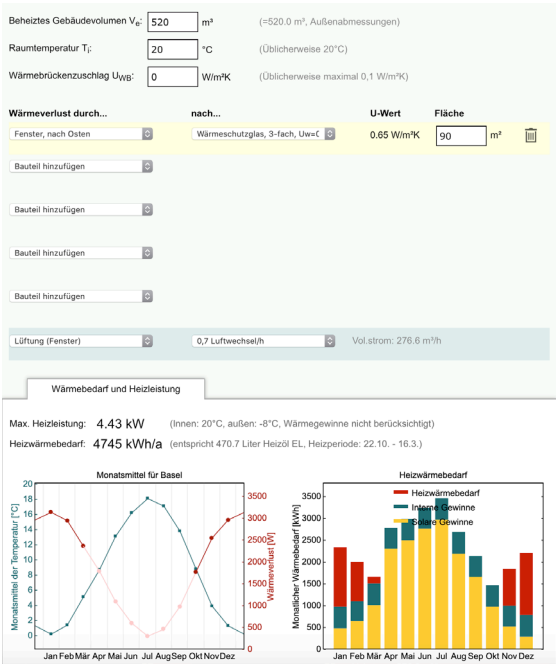 Beheiztes Gebäudevolumen Ve: 520 m³ (=520.0 m³, Außenabmessungen)
Raumtemperatur Ti: 20 °C (Üblicherweise 20°C)
Wärmebrückenzuschlag UWB: 0 W/m²K (Üblicherweise maximal 0,1 W/m²K)
Wärmeverlust durch... nach... U-Wert Fläche
Fenster, nach Osten Wärmeschutzglas, 3-fach, Uw=0 0.65 W/m²K 90 m²
Bauteil hinzufügen
Bauteil hinzufügen
Bauteil hinzufügen
Bauteil hinzufügen
Lüftung (Fenster) 0,7 Luftwechsel/h Vol.strom: 276.6 m³/h
Wärmebedarf und Heizleistung
Max. Heizleistung: 4.43 kW (Innen: 20°C, außen: -8°C, Wärmegewinne nicht berücksichtigt)
Heizwärmebedarf: 4745 kWh/a (entspricht 470.7 Liter Heizöl EL, Heizperiode: 22.10. - 16.3.)
Monatsmittel für Basel
Monatsmittel der Temperatur [°C]
20
18
16
14
12
10
8
6
4
2
0
3500
3000
2500
2000
1500
1000
500
0
Wärmeverlust [W]
Jan Feb Mär Apr Mai Jun Jul Aug Sep Okt Nov Dez
Heizwärmebedarf
Monatlicher Wärmebedarf [kWh]
3500
3000
2500
2000
1500
1000
500
0
Heizwärmebedarf
Interne Gewinne
Solare Gewinne
Jan Feb Mär Apr Mai Jun Jul Aug Sep Okt Nov Dez